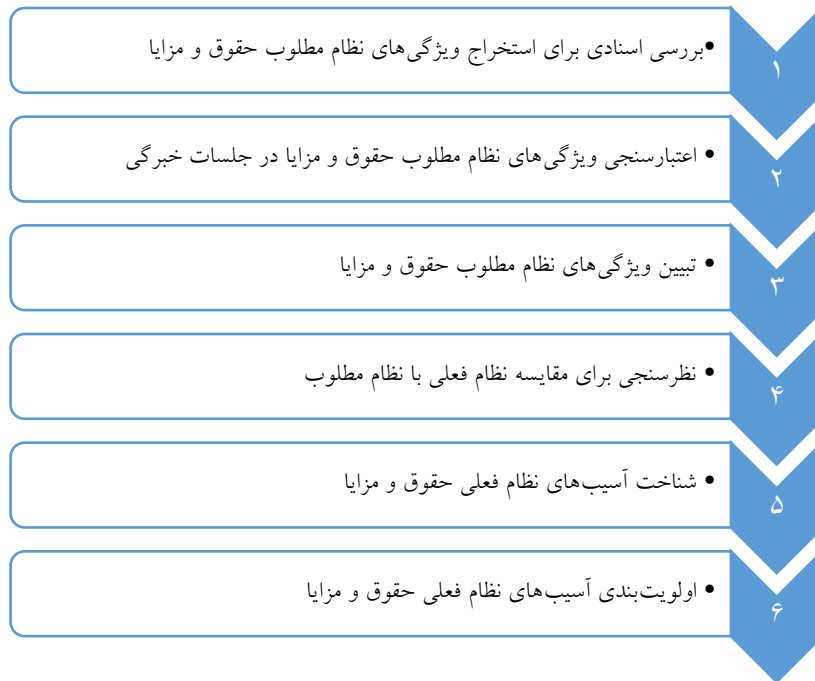 ۱
•بررسی اسنادی برای استخراج ویژگی‌های نظام مطلوب حقوق و مزایا
۲
• اعتبارسنجی ویژگی‌های نظام مطلوب حقوق و مزایا در جلسات خبرگی
۳
• تبیین ویژگی‌های نظام مطلوب حقوق و مزایا
۴
• نظرسنجی برای مقایسه نظام فعلی با نظام مطلوب
۵
• شناخت آسیب‌های نظام فعلی حقوق و مزایا
۶
• اولویت‌بندی آسیب‌های نظام فعلی حقوق و مزایا